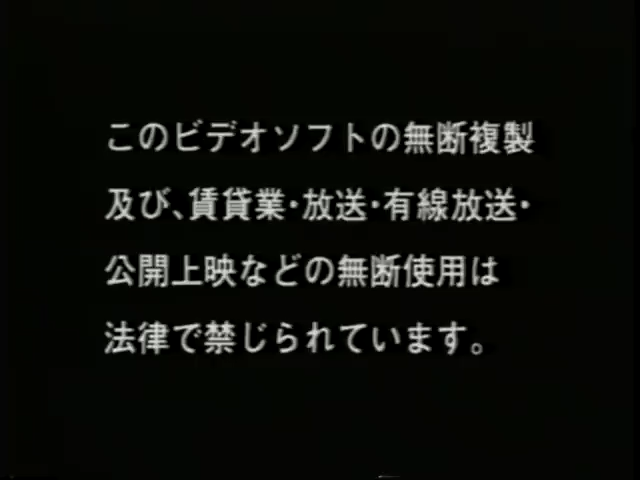 このビデオソフトの無断複製
及び、賃貸業・放送・有線放送・
公開上映などの無断使用は
法律で禁じられています。